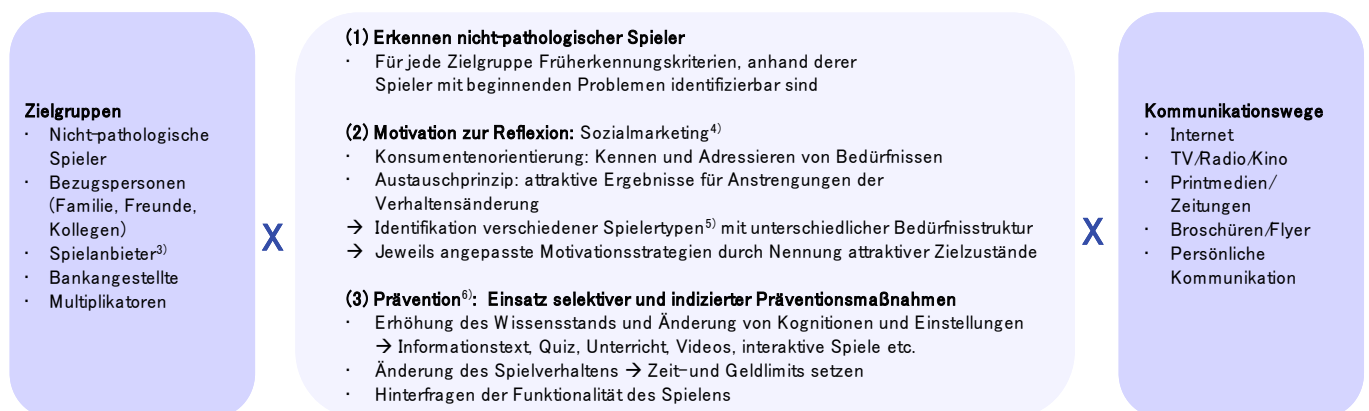 Zielgruppen
· Nicht-pathologische
Spieler
· Bezugspersonen
(Familie, Freunde,
Kollegen)
· Spielanbieter3)
· Bankangestellte
· Multiplikatoren
X
(1) Erkennen nicht-pathologischer Spieler
· Für jede Zielgruppe Früherkennungskriterien, anhand derer
Spieler mit beginnenden Problemen identifizierbar sind
(2) Motivation zur Reflexion: Sozialmarketing4)
· Konsumentenorientierung: Kennen und Adressieren von Bedürfnissen
· Austauschprinzip: attraktive Ergebnisse für Anstrengungen der
Verhaltensänderung
→ Identifikation verschiedener Spielertypen5) mit unterschiedlicher Bedürfnisstruktur
→ Jeweils angepasste Motivationsstrategien durch Nennung attraktiver Zielzustände
(3) Prävention6): Einsatz selektiver und indizierter Präventionsmaßnahmen
· Erhöhung des Wissensstands und Änderung von Kognitionen und Einstellungen
→ Informationstext, Quiz, Unterricht, Videos, interaktive Spiele etc.
· Änderung des Spielverhaltens → Zeit-und Geldlimits setzen
· Hinterfragen der Funktionalität des Spielens
X
Kommunikationswege
· Internet
· TV/Radio/Kino
· Printmedien/
Zeitungen
· Broschüren/Flyer
· Persönliche
Kommunikation